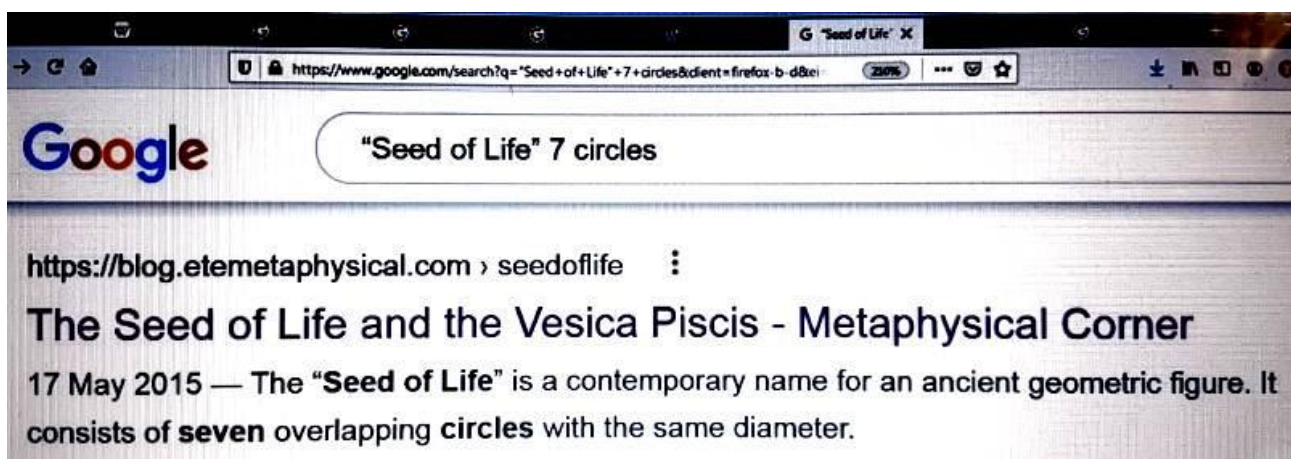 G "Seed of Life" X
https://www.google.com/search?q="Seed+of+Life"+7+circles&client=firefox-b-d&ei
250%
Google
"Seed of Life" 7 circles
https://blog.etemetaphysical.com › seedoflife
The Seed of Life and the Vesica Piscis - Metaphysical Corner
17 May 2015 — The "Seed of Life" is a contemporary name for an ancient geometric figure. It
consists of seven overlapping circles with the same diameter.